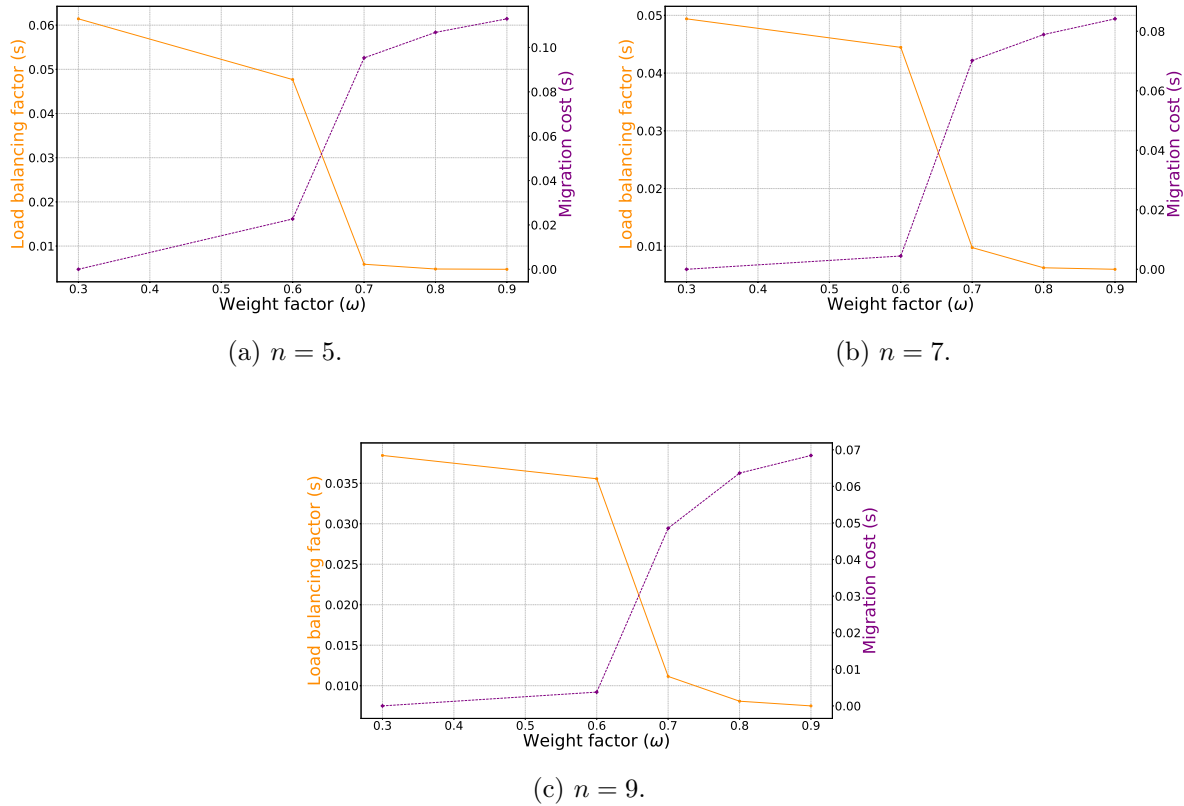 Load balancing factor (s)
0.06
0.05
0.04
0.03
0.02
0.01
0.10
0.08
0.06
0.04
0.02
0.00
Migration cost (s)
0.3 0.4 0.5 0.6 0.7 0.8 0.9
Weight factor (ω)
(a) n = 5.
Load balancing factor (s)
0.05
0.04
0.03
0.02
0.01
0.08
0.06
0.04
0.02
0.00
Migration cost (s)
0.3 0.4 0.5 0.6 0.7 0.8 0.9
Weight factor (ω)
(b) n = 7.
Load balancing factor (s)
0.035
0.030
0.025
0.020
0.015
0.010
0.07
0.06
0.05
0.04
0.03
0.02
0.01
0.00
Migration cost (s)
0.3 0.4 0.5 0.6 0.7 0.8 0.9
Weight factor (ω)
(c) n = 9.